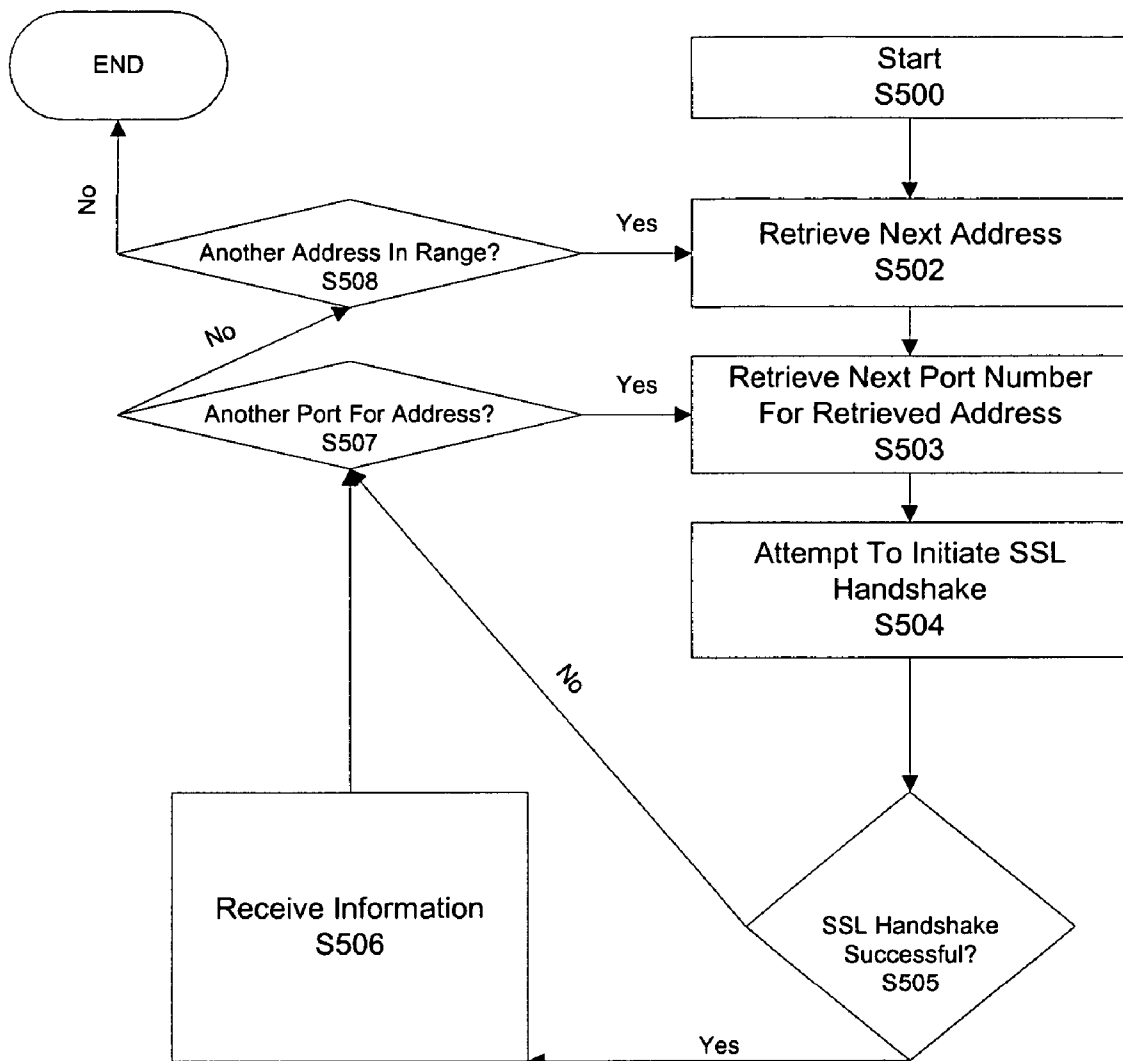 END
Start
S500
No
Another Address In Range?
S508
Yes
Retrieve Next Address
S502
No
Another Port For Address?
S507
Yes
Retrieve Next Port Number
For Retrieved Address
S503
Attempt To Initiate SSL
Handshake
S504
No
Receive Information
S506
SSL Handshake
Successful?
S505
Yes